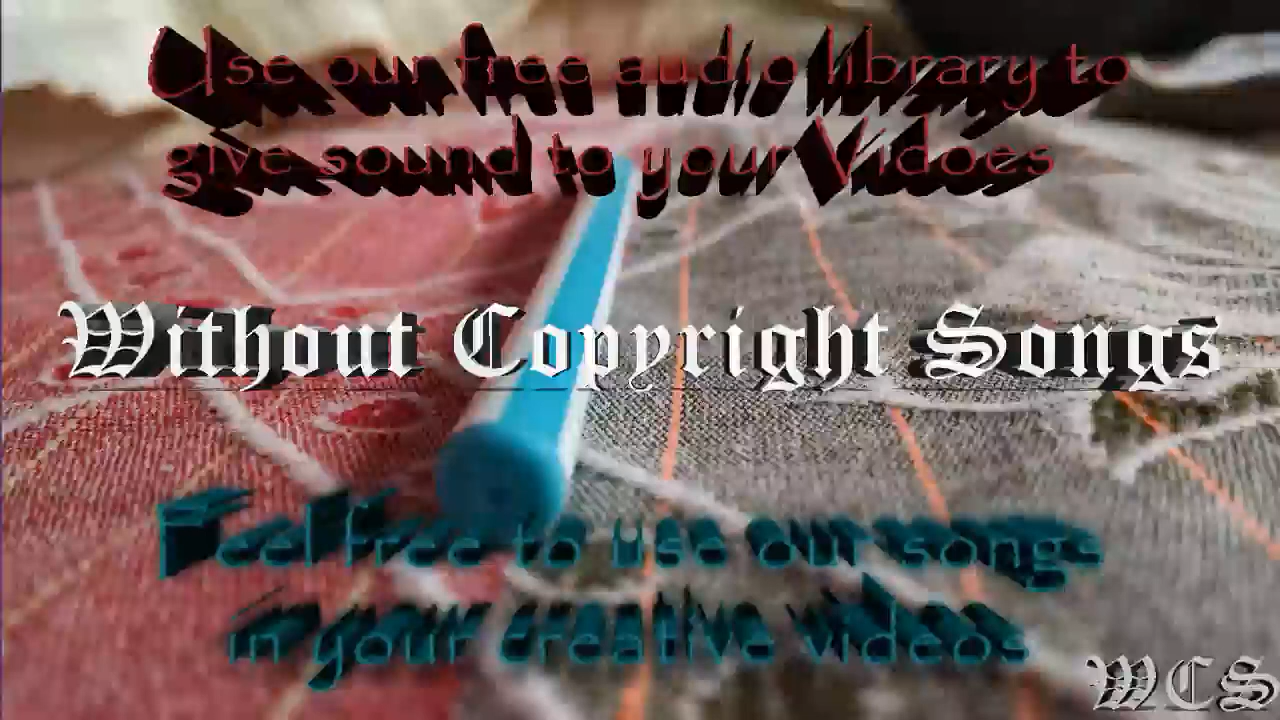 Use our free audio library to
give sound to your Vidoes
Without Copyright Songs
Feel free to use our songs
in your creative videos
WCS